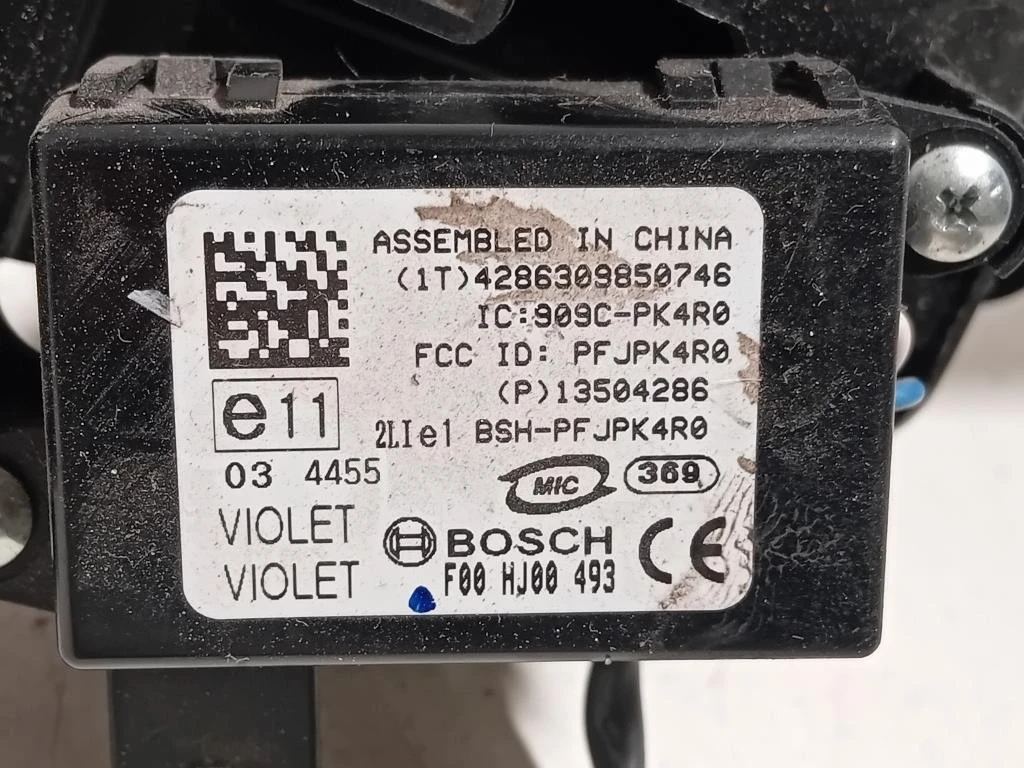 ASSEMBLED IN CHINA
(1T)4286309850746
IC:909C-PK4R0
FCC ID: PFJPK4R0
(P)13504286
e11
2LIe1 BSH-PFJPK4R0
03 4455
MIC
369
VIOLET
BOSCH
CE
VIOLET
F00 HJ00 493